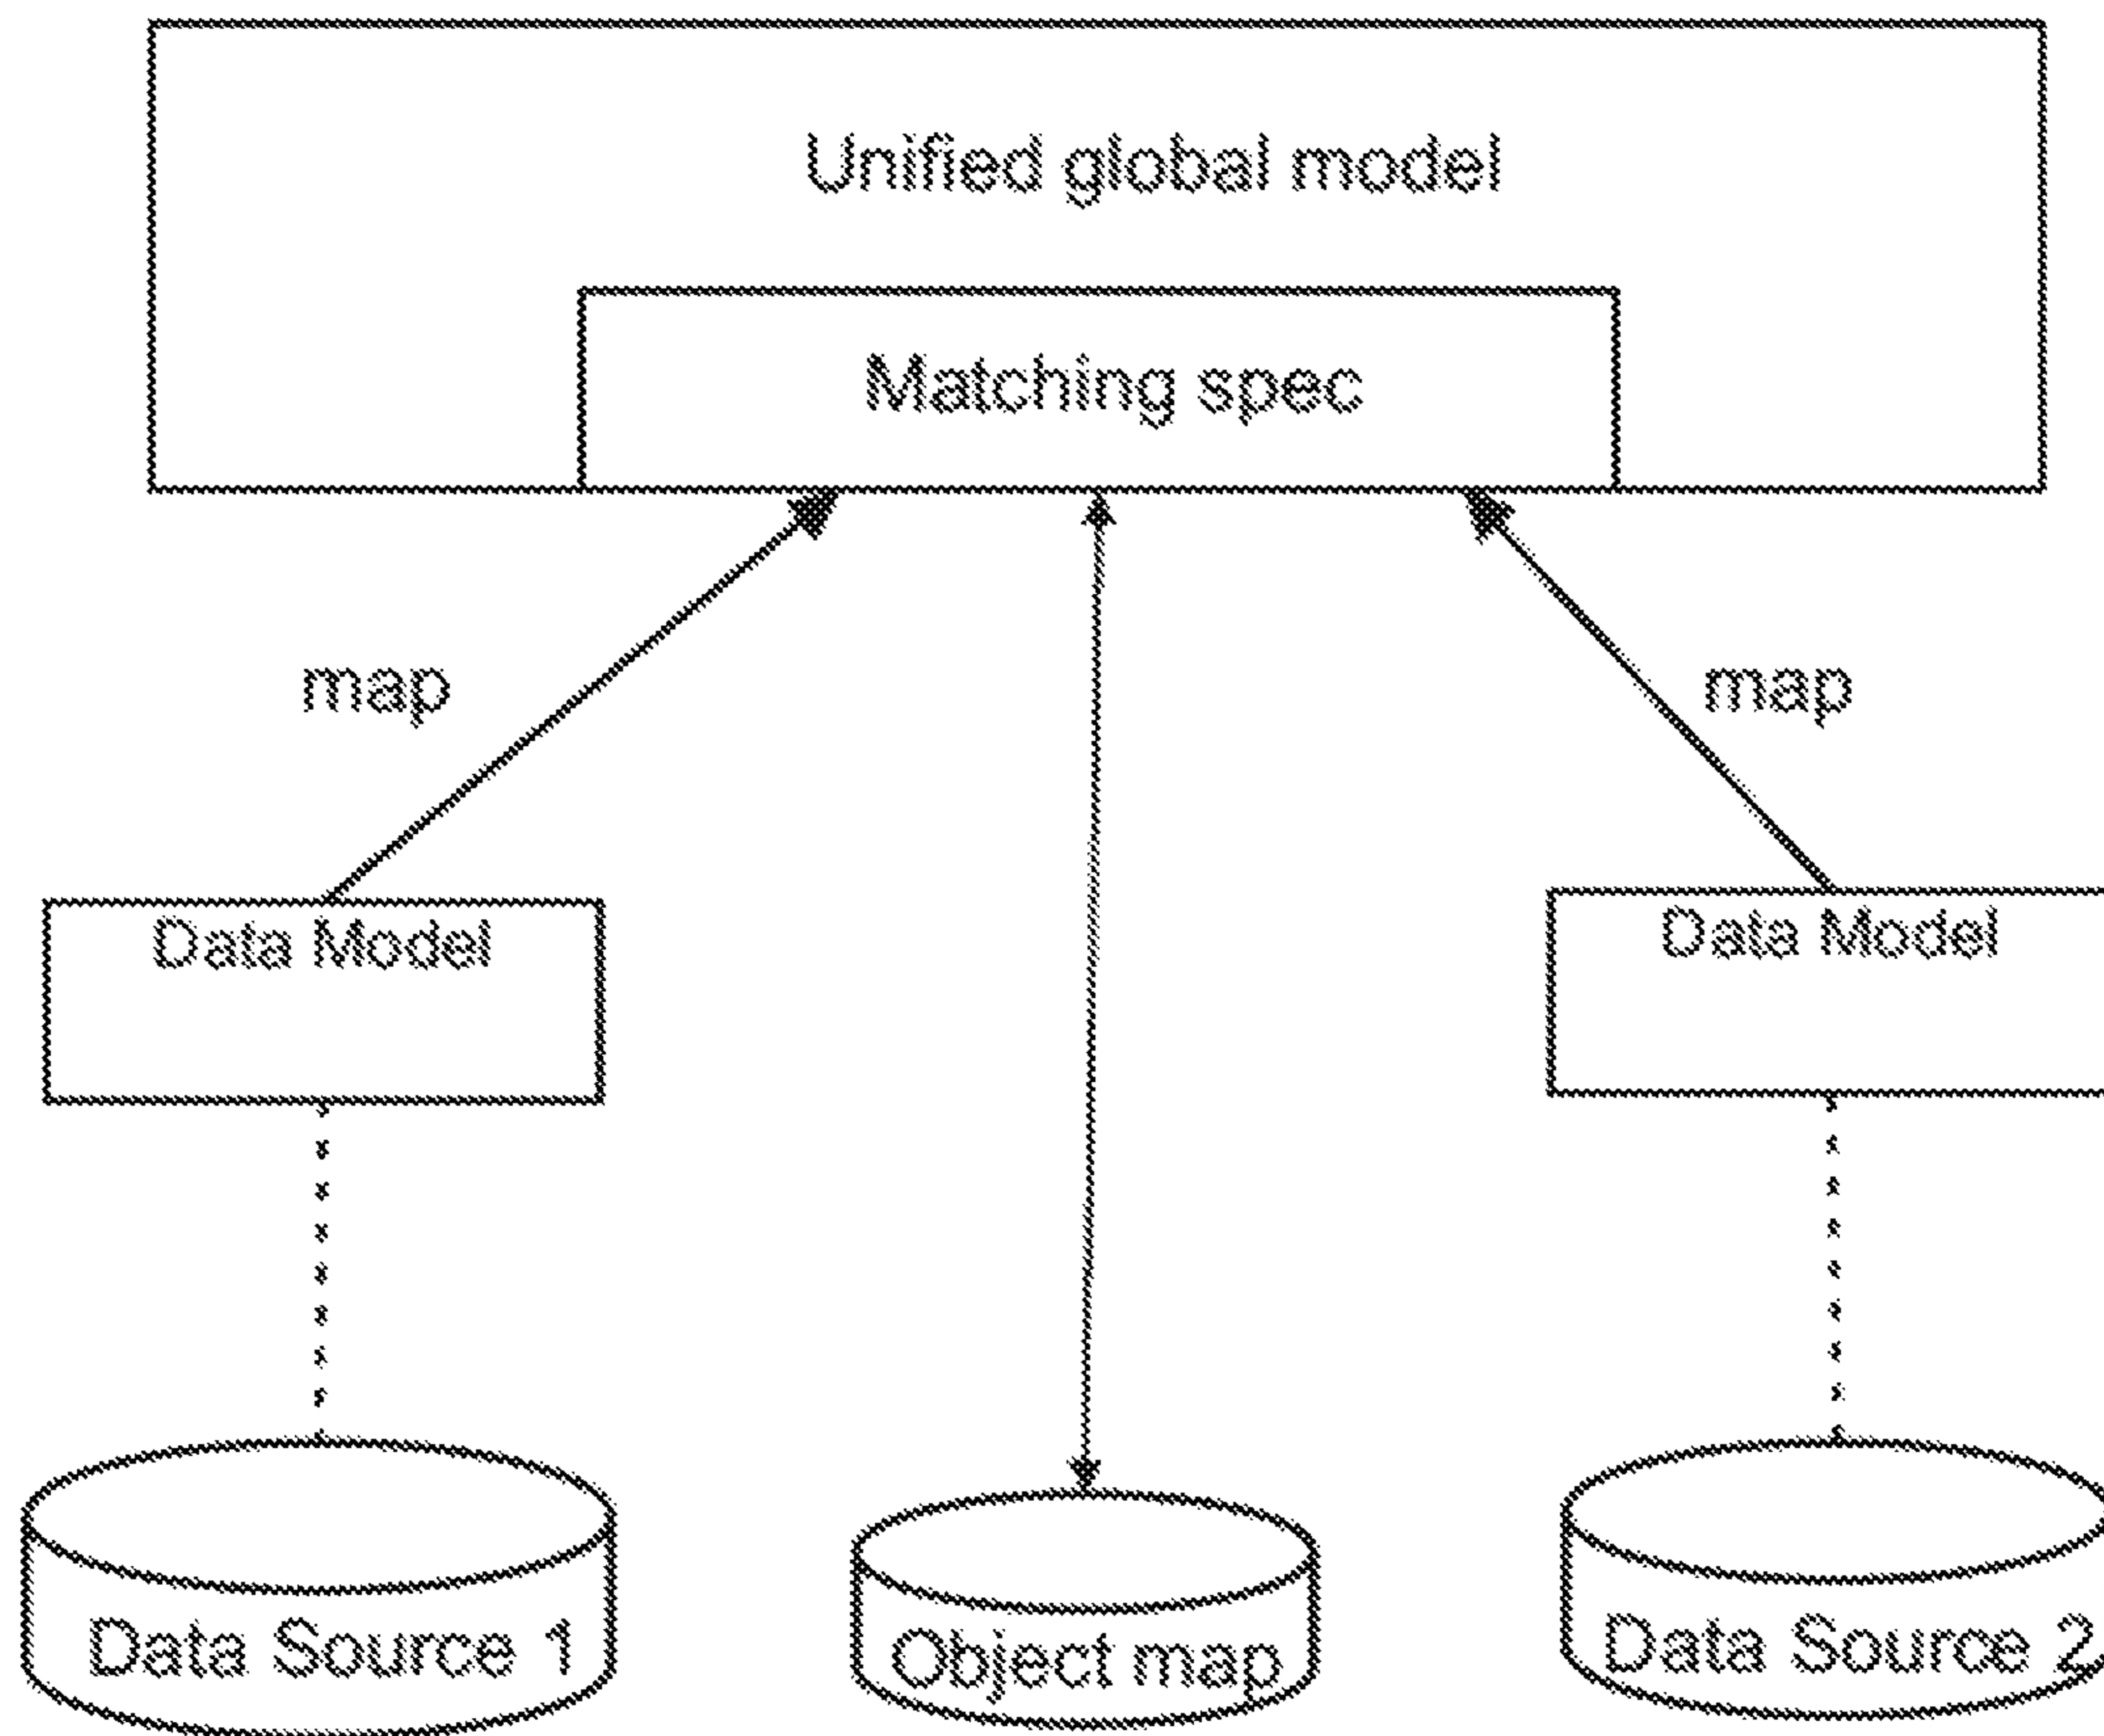 Unified global model
Matching spec
map
map
Data Model
Data Model
Data Source 1
Object map
Data Source 2